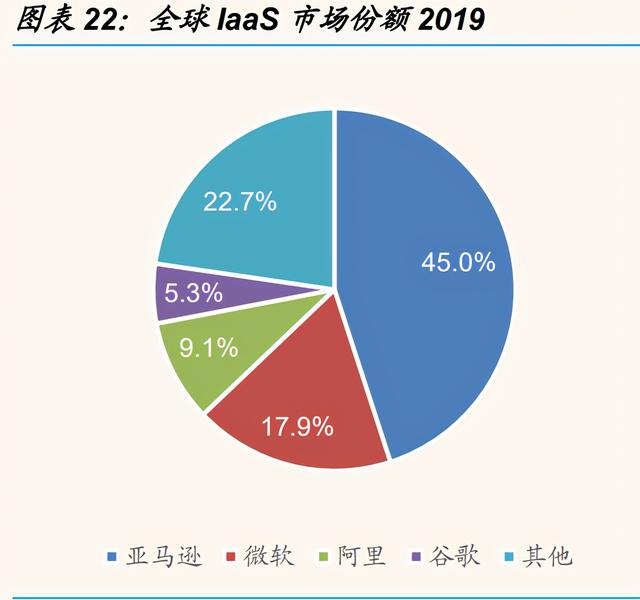 图表 22： 全球 IaaS 市场份额 2019
22.7%
45.0%
5.3%
9.1%
17.9%
亚马逊 微软 阿里 谷歌 其他